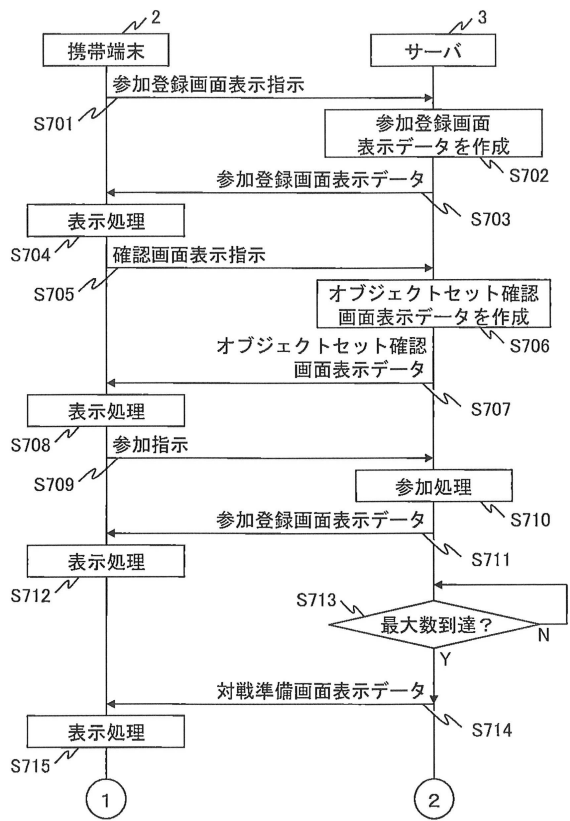 2
3
携帯端末
サーバ
参加登録画面表示指示
S701
参加登録画面
表示データを作成
S702
参加登録画面表示データ
S703
表示処理
S704
確認画面表示指示
S705
オブジェクトセット確認
画面表示データを作成
S706
オブジェクトセット確認
画面表示データ
S707
表示処理
S708
参加指示
S709
参加処理
S710
参加登録画面表示データ
S711
表示処理
S712
S713
最大数到達？
N
Y
対戦準備画面表示データ
S714
表示処理
S715
1
2